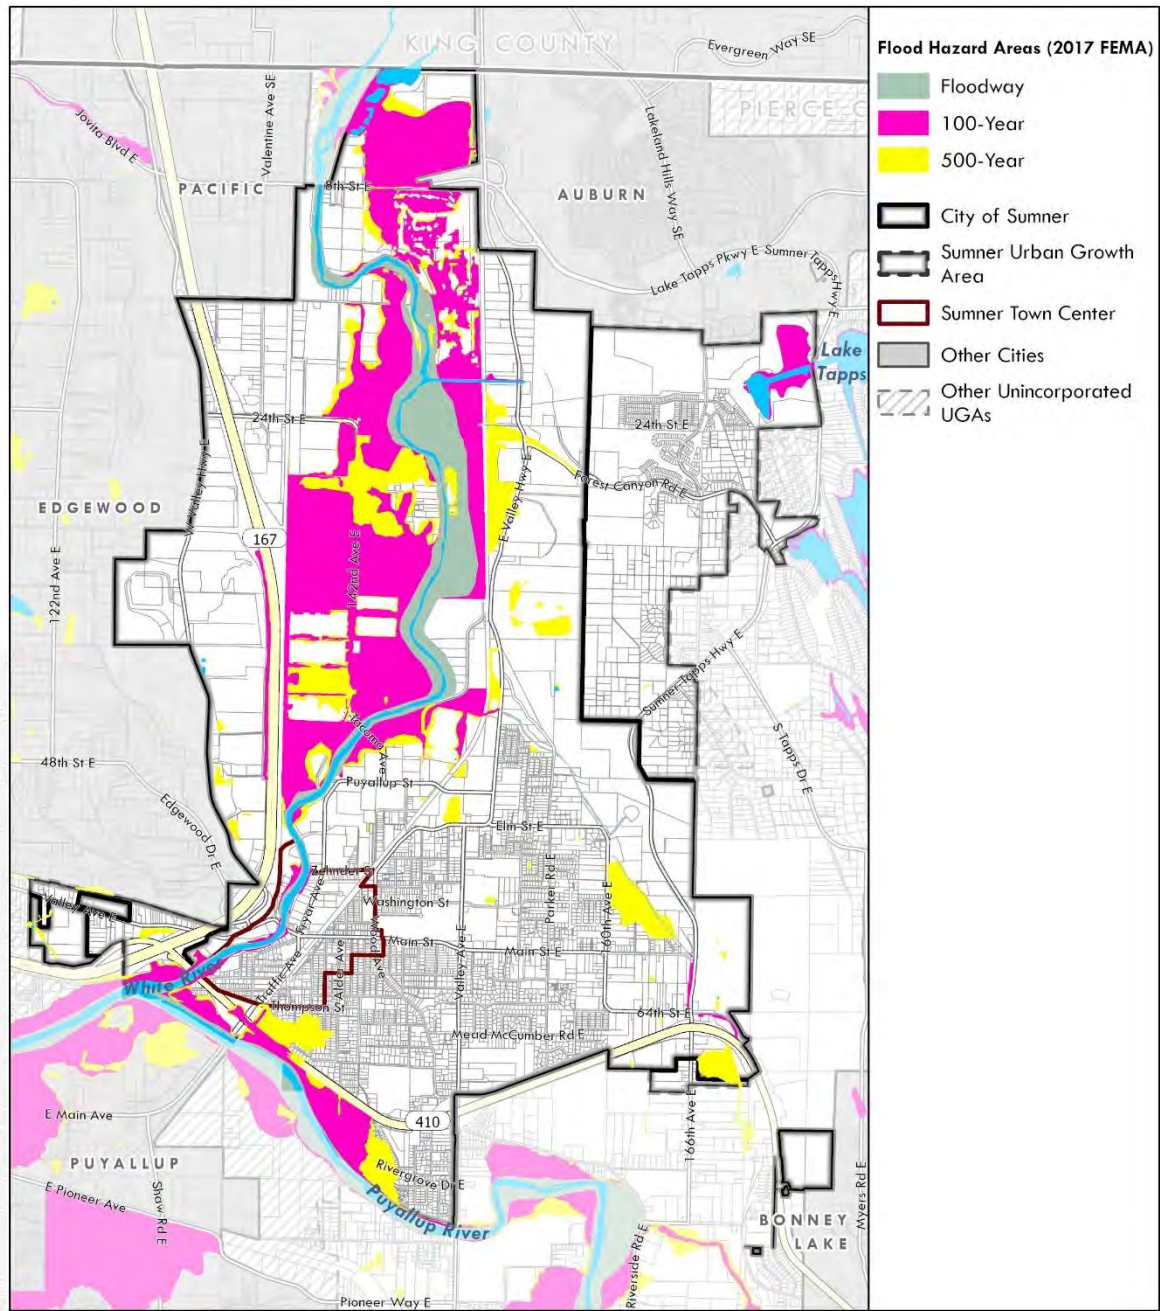 KING COUNTY
Evergreen Way SE
PIERCE C
Jovita Blvd E
Valentine Ave SE
Lakeland Hills Way SE
PACIFIC
8th St E
AUBURN
Lake Tapps Pkwy E
Sumner Tapps Hwy E
Lake
Tapps
24th St E
24th St E
W Valley Hwy E
E Valley Hwy E
Forest Canyon Rd E
EDGEWOOD
167
122nd Ave E
142nd Ave E
Sumner-Tapps Hwy E
S Tapps Dr E
Tacoma Ave
48th St E
Edgewood Dr E
Puyallup St
Elm St E
Zehnder St
Fryar Ave
Washington St
Parker Rd E
160th Ave E
Valley Ave E
Wood Ave
Main St
Main St E
Valley Ave E
White River
Traffic Ave
Alder Ave
Thompson St
64th St E
Mead McCumber Rd E
E Main Ave
410
166th Ave E
PUYALLUP
Rivergrove Dr E
E Pioneer Ave
Shaw Rd E
Puyallup River
Riverside Rd E
BONNEY
LAKE
Myers Rd E
Pioneer Way E
Flood Hazard Areas (2017 FEMA)
Floodway
100-Year
500-Year
City of Sumner
Sumner Urban Growth
Area
Sumner Town Center
Other Cities
Other Unincorporated
UGAs